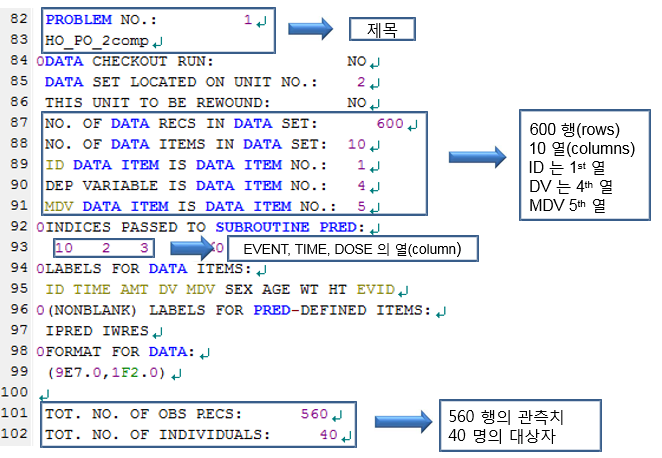 82 PROBLEM NO.: 1
제목
83 HO_PO_2comp
84 0DATA CHECKOUT RUN: NO
85 DATA SET LOCATED ON UNIT NO.: 2
86 THIS UNIT TO BE REWOUND: NO
87 NO. OF DATA RECS IN DATA SET: 600
88 NO. OF DATA ITEMS IN DATA SET: 10
89 ID DATA ITEM IS DATA ITEM NO.: 1
90 DEP VARIABLE IS DATA ITEM NO.: 4
91 MDV DATA ITEM IS DATA ITEM NO.: 5
600 행(rows)
10 열(columns)
ID 는 1st 열
DV 는 4th 열
MDV 5th 열
92 0INDICES PASSED TO SUBROUTINE PRED:
93 10 2 3
EVENT, TIME, DOSE 의 열(column)
94 0LABELS FOR DATA ITEMS:
95 ID TIME AMT DV MDV SEX AGE WT HT EVID
96 0(NONBLANK) LABELS FOR PRED-DEFINED ITEMS:
97 IPRED IWRES
98 0FORMAT FOR DATA:
99 (9E7.0,1F2.0)
100
101 TOT. NO. OF OBS RECS: 560
102 TOT. NO. OF INDIVIDUALS: 40
560 행의 관측치
40 명의 대상자